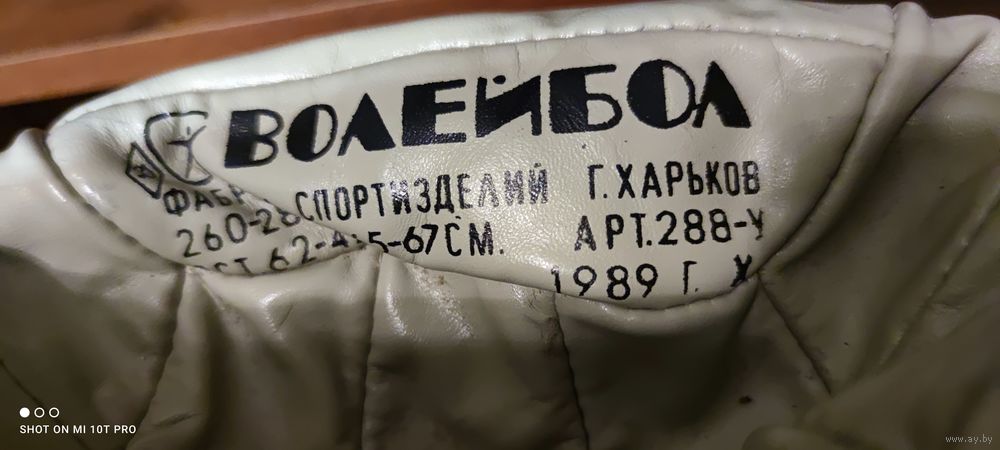 ВОЛЕЙБОЛ
СПОРТИЗДЕЛИЙ Г.ХАРЬКОВ
АРТ.288-У
1989 Г. X
SHOT ON MI 10T PRO
www.ay.by